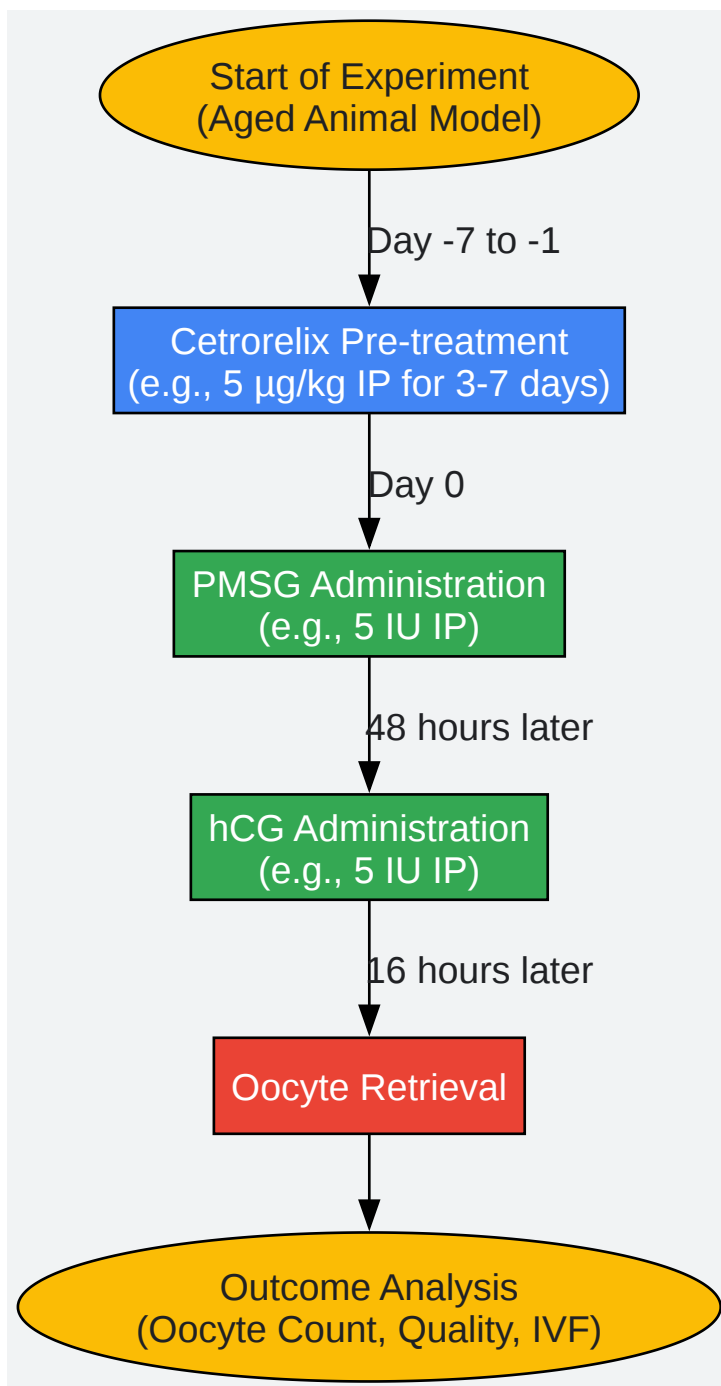 Start of Experiment
(Aged Animal Model)
Day -7 to -1
Cetrorelix Pre-treatment
(e.g., 5 µg/kg IP for 3-7 days)
Day 0
PMSG Administration
(e.g., 5 IU IP)
48 hours later
hCG Administration
(e.g., 5 IU IP)
16 hours later
Oocyte Retrieval
Outcome Analysis
(Oocyte Count, Quality, IVF)